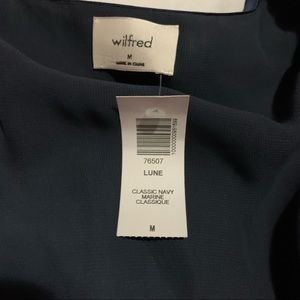 wilfred
M
MADE IN CHINA
76507
LUNE
CLASSIC NAVY
MARINE
CLASSIQUE
M